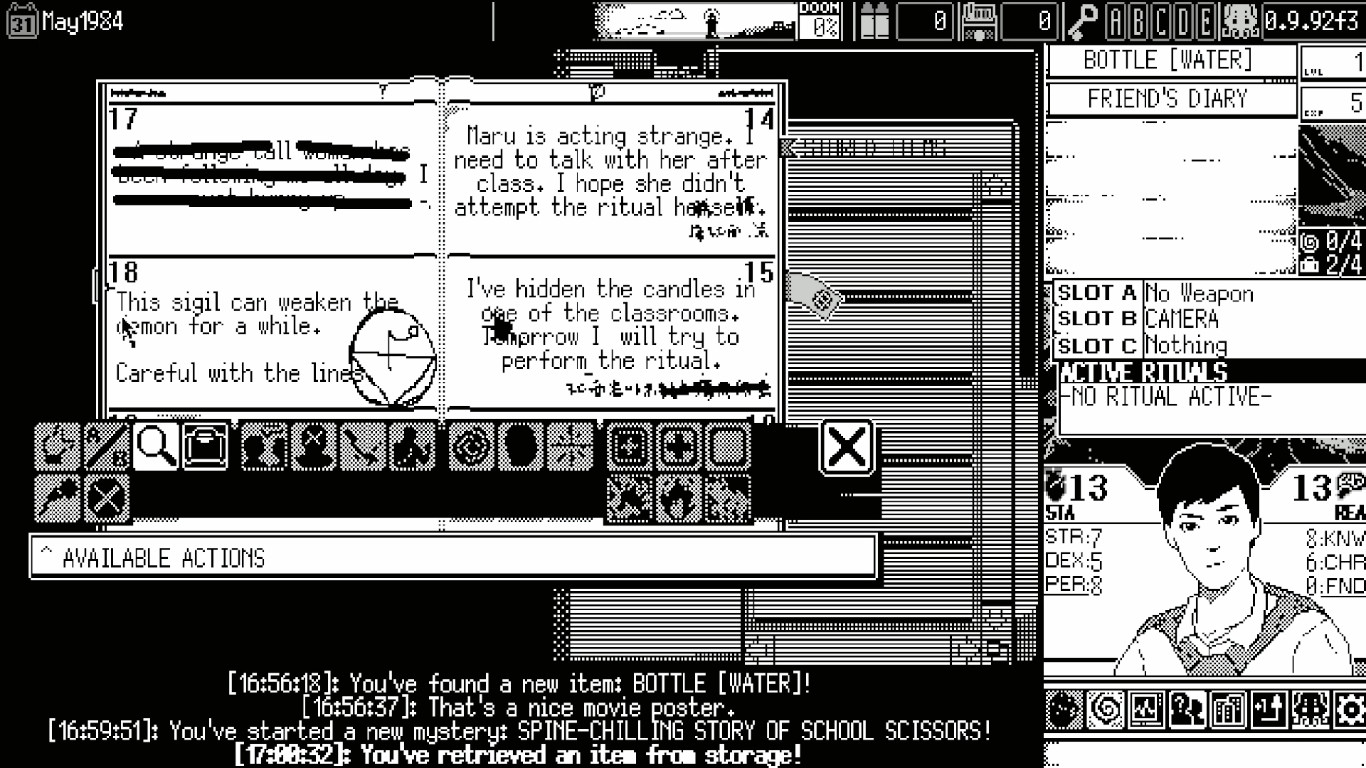 31
May1984
DOOM
0%
0
0
A B C D E
0.9.92f3
BOTTLE [WATER]
LVL 1
FRIEND'S DIARY
EXP 5
0/4
2/4
17
I
18
This sigil can weaken the
demon for a while.
Careful with the lines
14
Maru is acting strange. I
need to talk with her after
class. I hope she didn't
attempt the ritual herself.
15
I've hidden the candles in
one of the classrooms.
Tomorrow I will try to
perform the ritual.
STORED ITEMS
SLOT A No Weapon
SLOT B CAMERA
SLOT C Nothing
ACTIVE RITUALS
-NO RITUAL ACTIVE-
13
STA
STR:7
DEX:5
PER:8
13
REA
8:KNW
6:CHR
0:FND
^ AVAILABLE ACTIONS
[16:56:18]: You've found a new item: BOTTLE [WATER]!
[16:56:37]: That's a nice movie poster.
[16:59:51]: You've started a new mystery: SPINE-CHILLING STORY OF SCHOOL SCISSORS!
[17:00:32]: You've retrieved an item from storage!